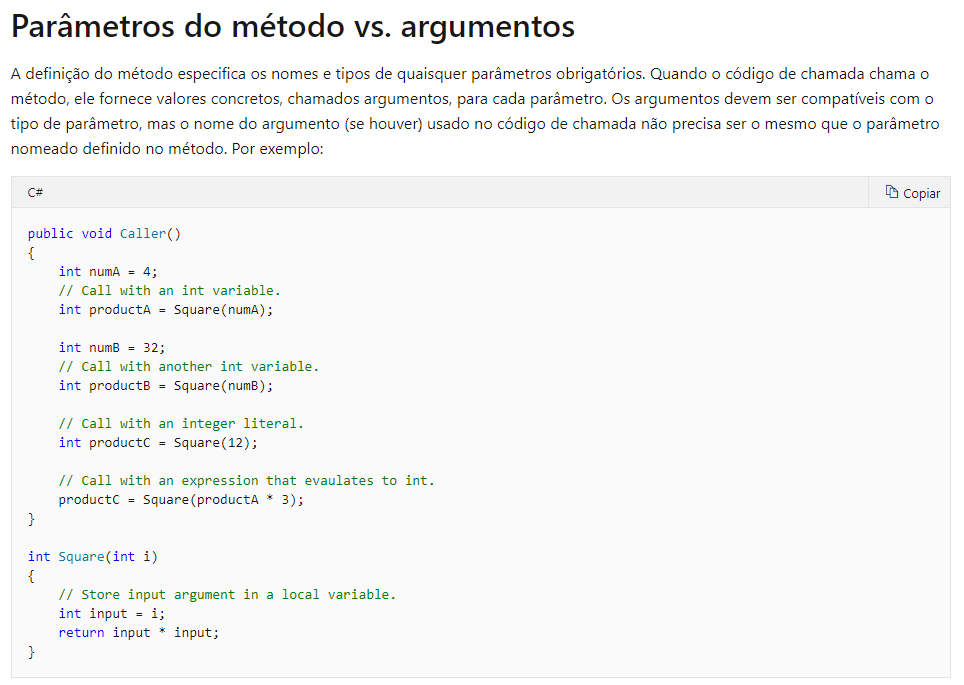 Parâmetros do método vs. argumentos
A definição do método especifica os nomes e tipos de quaisquer parâmetros obrigatórios. Quando o código de chamada chama o
método, ele fornece valores concretos, chamados argumentos, para cada parâmetro. Os argumentos devem ser compatíveis com o
tipo de parâmetro, mas o nome do argumento (se houver) usado no código de chamada não precisa ser o mesmo que o parâmetro
nomeado definido no método. Por exemplo:
C#
Copiar
public void Caller()
{
    int numA = 4;
    // Call with an int variable.
    int productA = Square(numA);

    int numB = 32;
    // Call with another int variable.
    int productB = Square(numB);

    // Call with an integer literal.
    int productC = Square(12);

    // Call with an expression that evaulates to int.
    productC = Square(productA * 3);
}

int Square(int i)
{
    // Store input argument in a local variable.
    int input = i;
    return input * input;
}